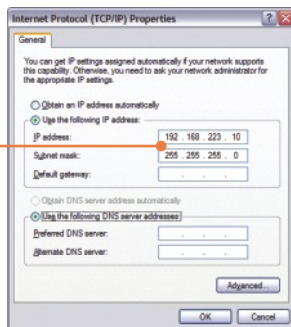 Internet Protocol (TCP/IP) Properties
General
You can get IP settings assigned automatically if your network supports
this capability. Otherwise, you need to ask your network administrator for
the appropriate IP settings.
Obtain an IP address automatically
Use the following IP address:
IP address: 192 . 168 . 223 . 10
Subnet mask: 255 . 255 . 255 . 0
Default gateway: . . .
Obtain DNS server address automatically
Use the following DNS server addresses:
Preferred DNS server: . . .
Alternate DNS server: . . .
Advanced...
OK Cancel